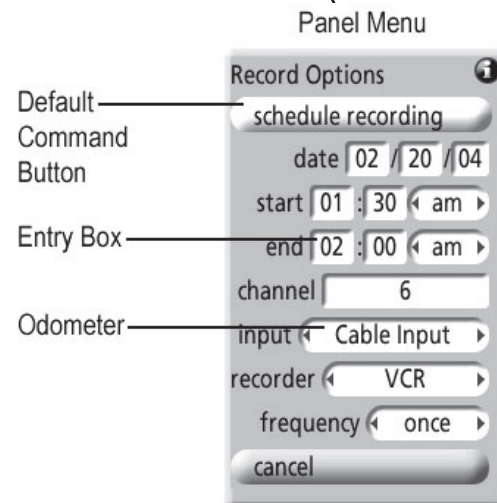 Panel Menu
Record Options i
Default
Command
Button
schedule recording
date 02 / 20 / 04
start 01 : 30 am
Entry Box
end 02 : 00 am
channel 6
Odometer
input Cable Input
recorder VCR
frequency once
cancel